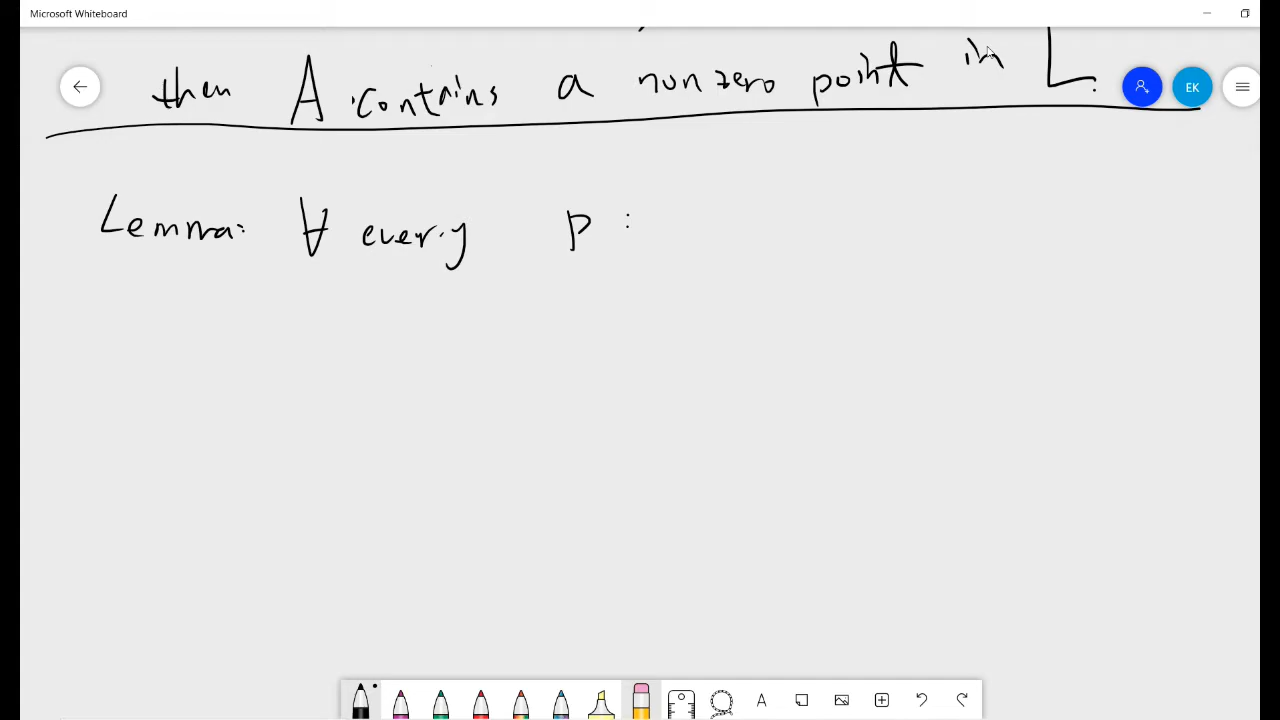 Microsoft Whiteboard
then A contains a nonzero point in L.
EK
Lemma: ∀ every p :
A